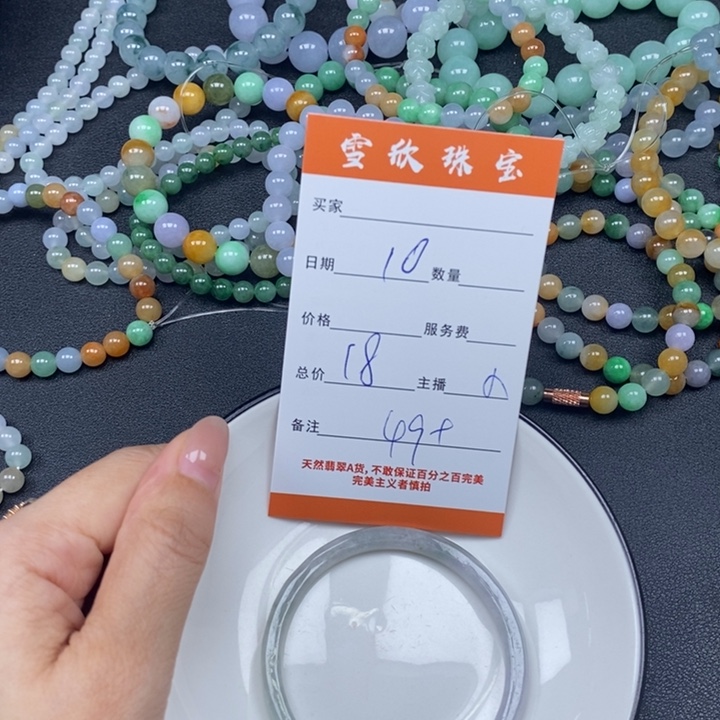 雪欣珠宝
买家
日期 10 数量
价格 服务费
总价 18 主播
备注 49+
天然翡翠A货,不敢保证百分之百完美
完美主义者慎拍